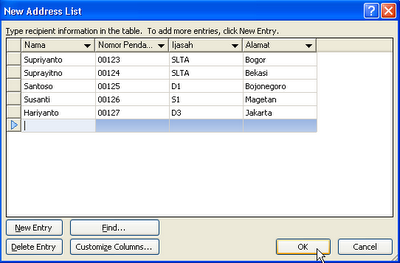 New Address List
Type recipient information in the table. To add more entries, click New Entry.
Nama Nomor Penda... Ijasah Alamat
Supriyanto 00123 SLTA Bogor
Suprayitno 00124 SLTA Bekasi
Santoso 00125 D1 Bojonegoro
Susanti 00126 S1 Magetan
Hariyanto 00127 D3 Jakarta
New Entry Find...
Delete Entry Customize Columns... OK Cancel